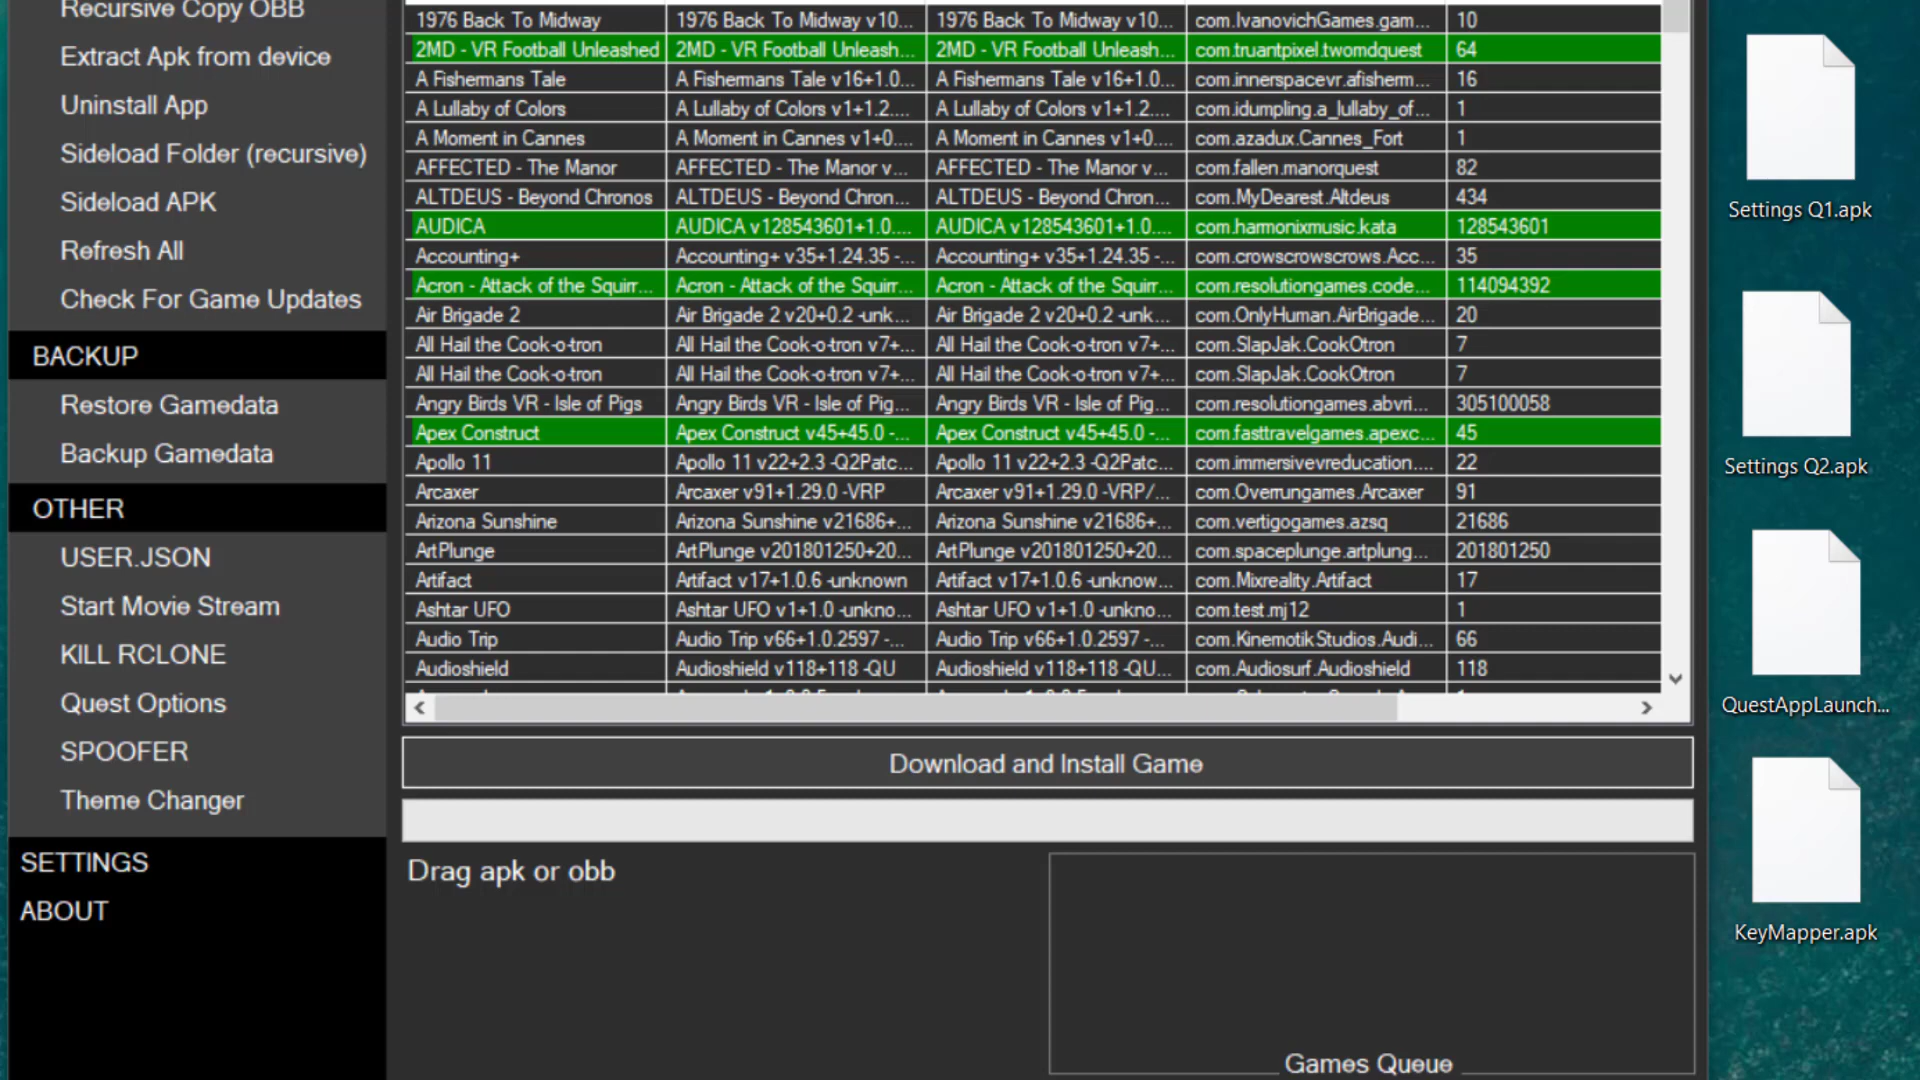 Recursive Copy OBB
Extract Apk from device
Uninstall App
Sideload Folder (recursive)
Sideload APK
Refresh All
Check For Game Updates
BACKUP
Restore Gamedata
Backup Gamedata
OTHER
USER.JSON
Start Movie Stream
KILL RCLONE
Quest Options
SPOOFER
Theme Changer
SETTINGS
ABOUT
1976 Back To Midway 1976 Back To Midway v10... 1976 Back To Midway v10... com.IvanovichGames.gam... 10
2MD - VR Football Unleashed 2MD - VR Football Unleash... 2MD - VR Football Unleash... com.truantpixel.twomdquest 64
A Fishermans Tale A Fishermans Tale v16+1.0... A Fishermans Tale v16+1.0... com.innerspacevr.afisherm... 16
A Lullaby of Colors A Lullaby of Colors v1+1.2.... A Lullaby of Colors v1+1.2.... com.idumpling.a_lullaby_of... 1
A Moment in Cannes A Moment in Cannes v1+0.... A Moment in Cannes v1+0.... com.azadux.Cannes_Fort 1
AFFECTED - The Manor AFFECTED - The Manor v... AFFECTED - The Manor v... com.fallen.manorquest 82
ALTDEUS - Beyond Chronos ALTDEUS - Beyond Chron... ALTDEUS - Beyond Chron... com.MyDearest.Altdeus 434
AUDICA AUDICA v128543601+1.0.... AUDICA v128543601+1.0.... com.harmonixmusic.kata 128543601
Accounting+ Accounting+ v35+1.24.35 -... Accounting+ v35+1.24.35 -... com.crowscrowscrows.Acc... 35
Acron - Attack of the Squirr... Acron - Attack of the Squirr... Acron - Attack of the Squirr... com.resolutiongames.code... 114094392
Air Brigade 2 Air Brigade 2 v20+0.2 -unk... Air Brigade 2 v20+0.2 -unk... com.OnlyHuman.AirBrigade... 20
All Hail the Cook-o-tron All Hail the Cook-o-tron v7+... All Hail the Cook-o-tron v7+... com.SlapJak.CookOtron 7
All Hail the Cook-o-tron All Hail the Cook-o-tron v7+... All Hail the Cook-o-tron v7+... com.SlapJak.CookOtron 7
Angry Birds VR - Isle of Pigs Angry Birds VR - Isle of Pig... Angry Birds VR - Isle of Pig... com.resolutiongames.abvri... 305100058
Apex Construct Apex Construct v45+45.0 -... Apex Construct v45+45.0 -... com.fasttravelgames.apexc... 45
Apollo 11 Apollo 11 v22+2.3 -Q2Patc... Apollo 11 v22+2.3 -Q2Patc... com.immersivevreducation.... 22
Arcaxer Arcaxer v91+1.29.0 -VRP Arcaxer v91+1.29.0 -VRP/... com.Overrungames.Arcaxer 91
Arizona Sunshine Arizona Sunshine v21686+... Arizona Sunshine v21686+... com.vertigogames.azsq 21686
ArtPlunge ArtPlunge v201801250+20... ArtPlunge v201801250+20... com.spaceplunge.artplung... 201801250
Artifact Artifact v17+1.0.6 -unknown Artifact v17+1.0.6 -unknow... com.Mixreality.Artifact 17
Ashtar UFO Ashtar UFO v1+1.0 -unkno... Ashtar UFO v1+1.0 -unkno... com.test.mj12 1
Audio Trip Audio Trip v66+1.0.2597 -... Audio Trip v66+1.0.2597 -... com.KinemotikStudios.Audi... 66
Audioshield Audioshield v118+118 -QU Audioshield v118+118 -QU... com.Audiosurf.Audioshield 118
Download and Install Game
Drag apk or obb
Games Queue
Settings Q1.apk
Settings Q2.apk
QuestAppLaunch...
KeyMapper.apk